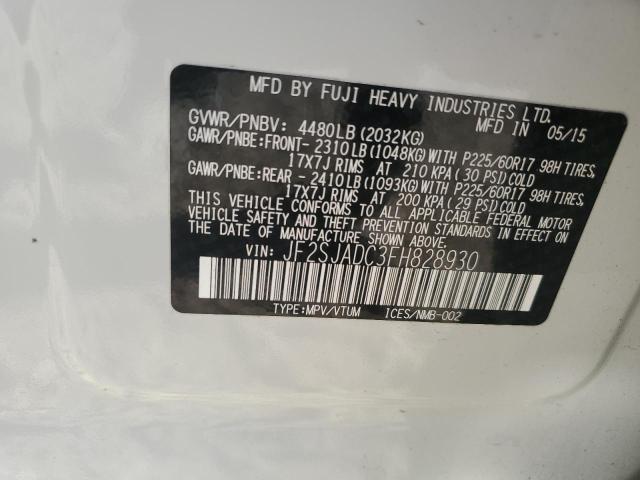 MFD BY FUJI HEAVY INDUSTRIES LTD.
MFD IN 05/15
GVWR/PNBV: 4480LB (2032KG)
GAWR/PNBE:FRONT- 2310LB (1048KG) WITH P225/60R17 98H TIRES,
17X7J RIMS AT 210 KPA (30 PSI) COLD
GAWR/PNBE:REAR - 2410LB (1093KG) WITH P225/60R17 98H TIRES,
17X7J RIMS AT 200 KPA (29 PSI) COLD
THIS VEHICLE CONFORMS TO ALL APPLICABLE FEDERAL MOTOR
VEHICLE SAFETY AND THEFT PREVENTION STANDARDS IN EFFECT ON
THE DATE OF MANUFACTURE SHOWN ABOVE.
VIN: JF2SJADC3FH828930
TYPE:MPV/VTUM ICES/NMB-002